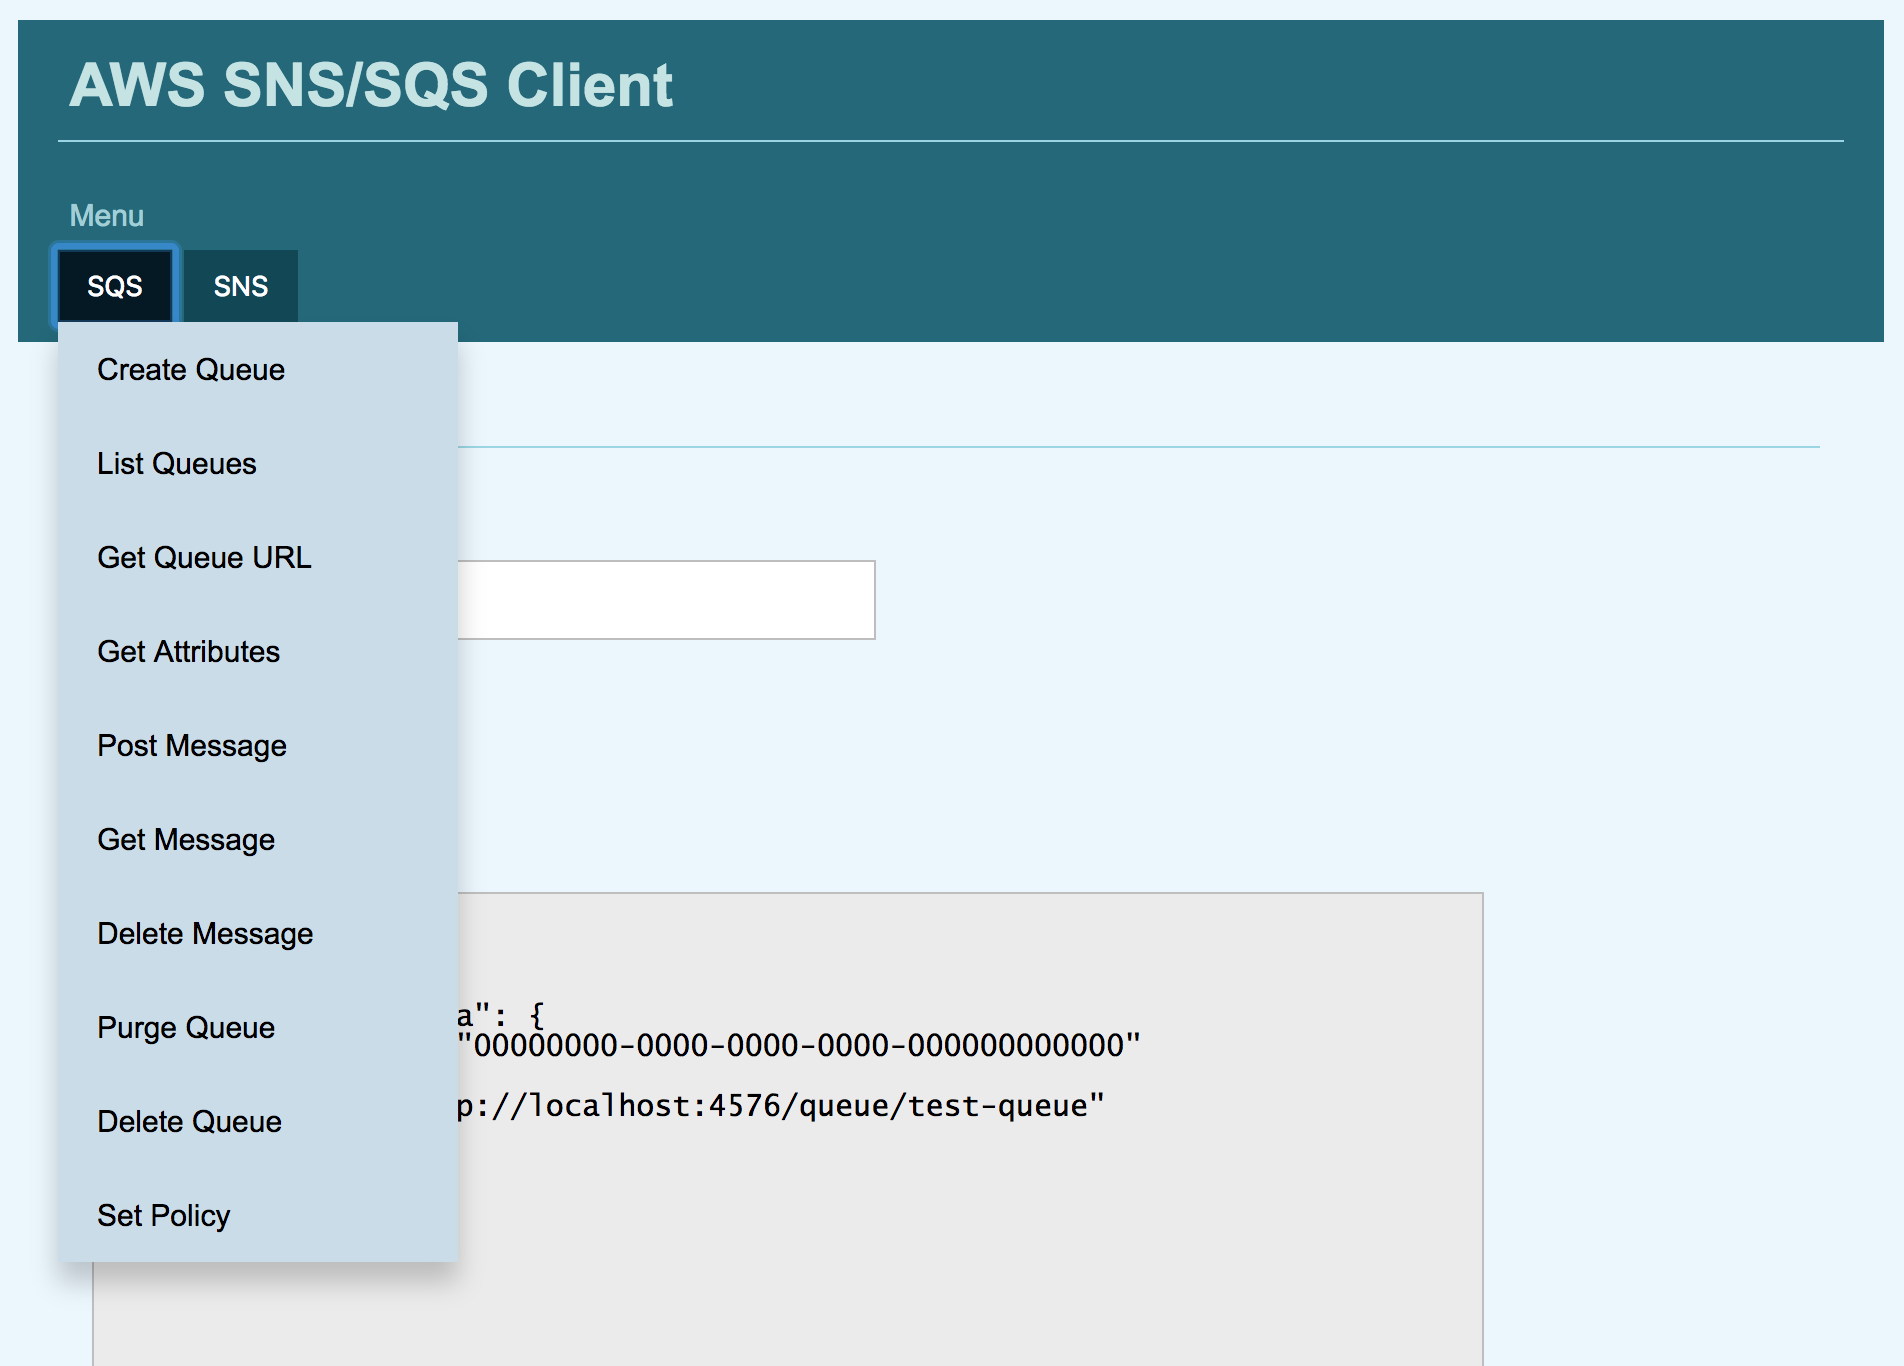 AWS SNS/SQS Client
Menu
SQS SNS
Create Queue
List Queues
Get Queue URL
Get Attributes
Post Message
Get Message
Delete Message
Purge Queue
Delete Queue
Set Policy
a": {
"00000000-0000-0000-0000-000000000000"
p://localhost:4576/queue/test-queue"